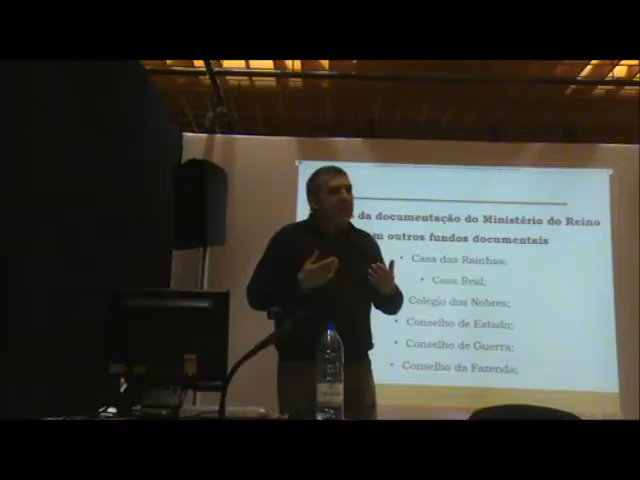 da documentação do Ministério do Reino
m outros fundos documentais
• Casa das Rainhas;
• Casa Real;
Colégio dos Nobres;
• Conselho de Estado;
• Conselho de Guerra;
• Conselho da Fazenda;